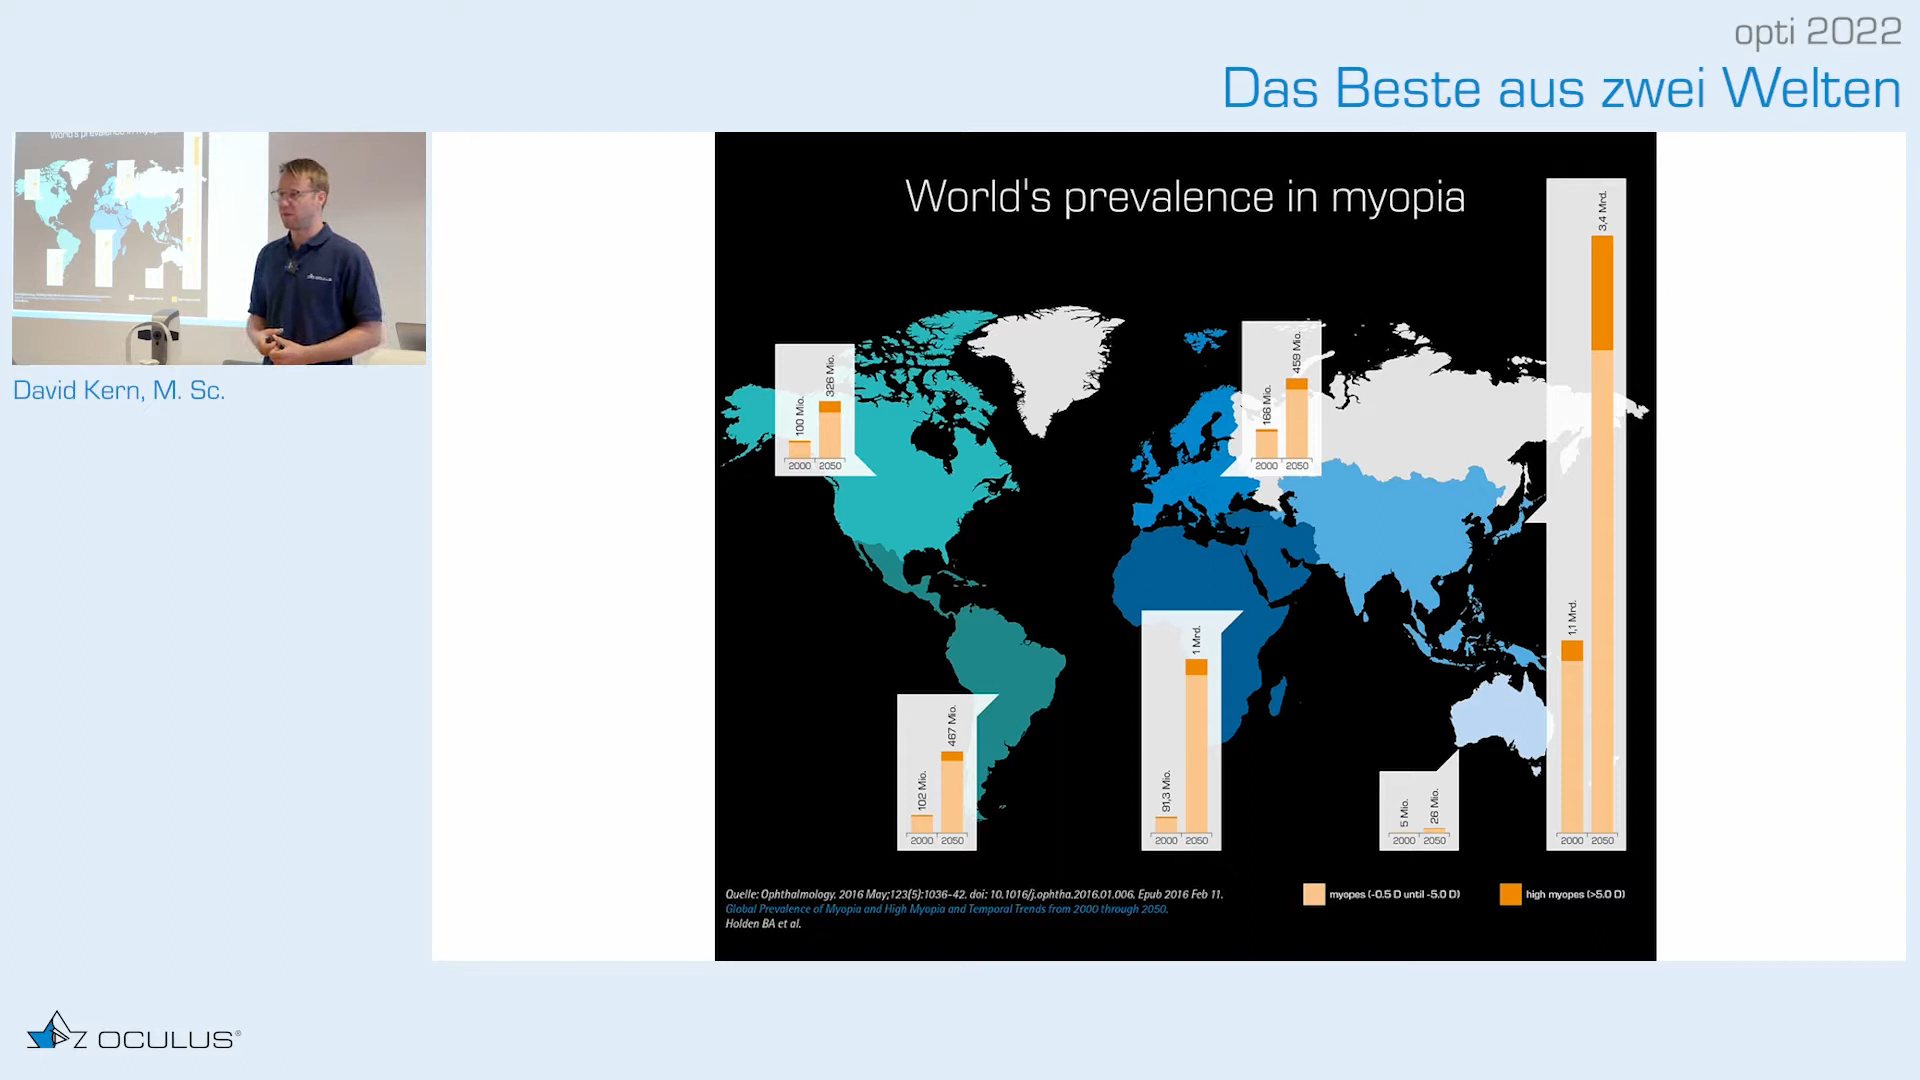 opti 2022
Das Beste aus zwei Welten
World's prevalence in myopia
David Kern, M. Sc.
World's prevalence in myopia
100 Mio.
326 Mio.
2000 2050
166 Mio.
459 Mio.
2000 2050
1,1 Mrd.
3,4 Mrd.
2000 2050
102 Mio.
467 Mio.
2000 2050
91,3 Mio.
1 Mrd.
2000 2050
5 Mio.
26 Mio.
2000 2050
Quelle: Ophthalmology. 2016 May;123(5):1036-42. doi: 10.1016/j.ophtha.2016.01.006. Epub 2016 Feb 11.
Global Prevalence of Myopia and High Myopia and Temporal Trends from 2000 through 2050.
Holden BA et al.
myopes (-0.5 D until -5.0 D)
high myopes (>5.0 D)
OCULUS®